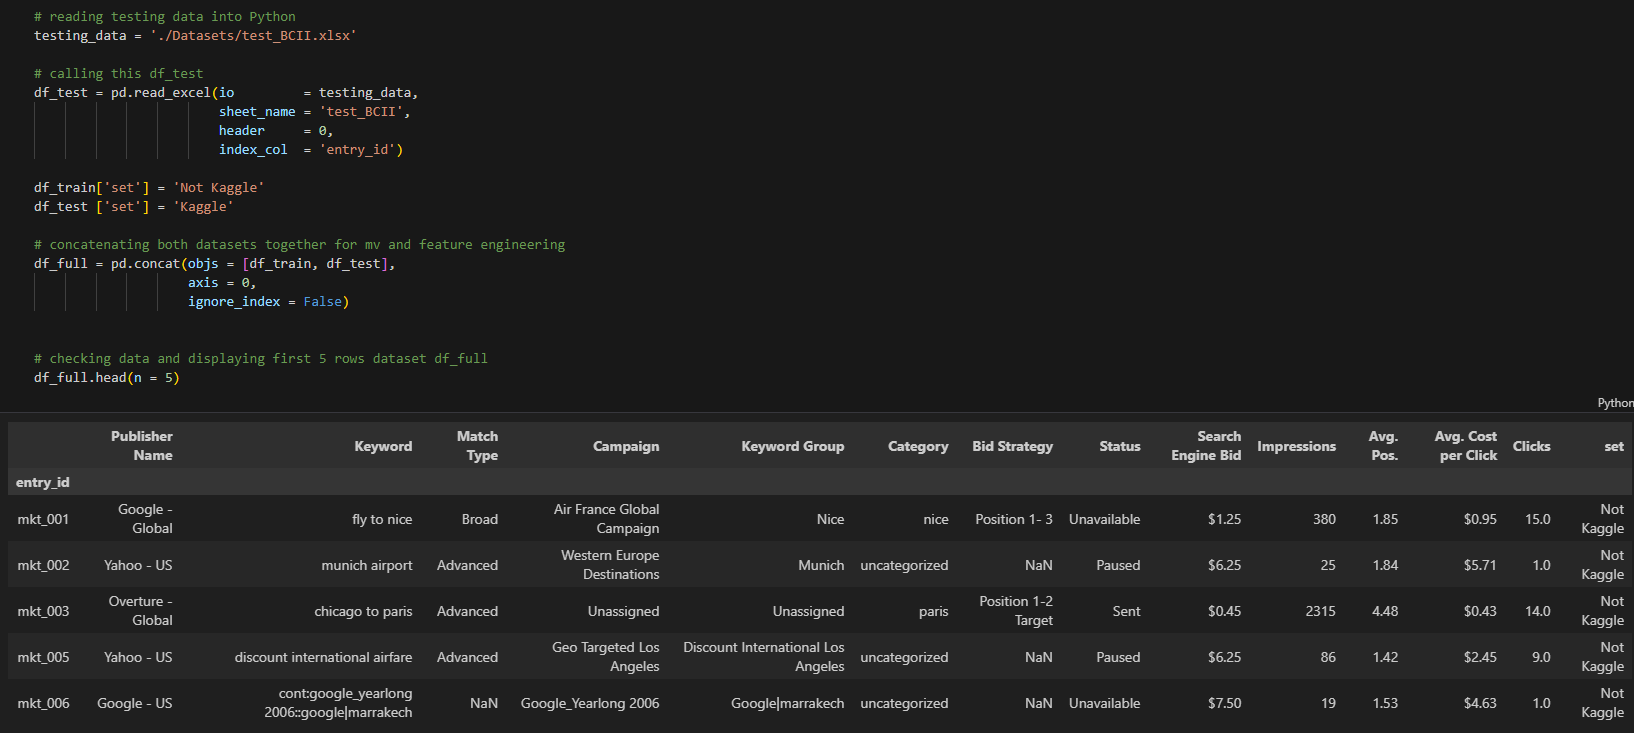 # reading testing data into Python
testing_data = './Datasets/test_BCII.xlsx'
# calling this df_test
df_test = pd.read_excel(io         = testing_data,
                        sheet_name = 'test_BCII',
                        header     = 0,
                        index_col  = 'entry_id')
df_train['set'] = 'Not Kaggle'
df_test ['set'] = 'Kaggle'
# concatenating both datasets together for mv and feature engineering
df_full = pd.concat(objs = [df_train, df_test],
                    axis = 0,
                    ignore_index = False)
# checking data and displaying first 5 rows dataset df_full
df_full.head(n = 5)
Python
Publisher Name Keyword Match Type Campaign Keyword Group Category Bid Strategy Status Search Engine Bid Impressions Avg. Pos. Avg. Cost per Click Clicks set
entry_id
mkt_001 Google - Global fly to nice Broad Air France Global Campaign Nice nice Position 1- 3 Unavailable $1.25 380 1.85 $0.95 15.0 Not Kaggle
mkt_002 Yahoo - US munich airport Advanced Western Europe Destinations Munich uncategorized NaN Paused $6.25 25 1.84 $5.71 1.0 Not Kaggle
mkt_003 Overture - Global chicago to paris Advanced Unassigned Unassigned paris Position 1-2 Target Sent $0.45 2315 4.48 $0.43 14.0 Not Kaggle
mkt_005 Yahoo - US discount international airfare Advanced Geo Targeted Los Angeles Discount International Los Angeles uncategorized NaN Paused $6.25 86 1.42 $2.45 9.0 Not Kaggle
mkt_006 Google - US cont:google_yearlong 2006::google|marrakech NaN Google_Yearlong 2006 Google|marrakech uncategorized NaN Unavailable $7.50 19 1.53 $4.63 1.0 Not Kaggle